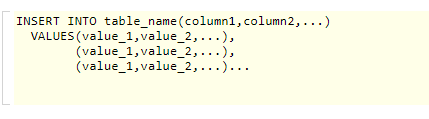 INSERT INTO table_name(column1,column2,...)
VALUES(value_1,value_2,...),
(value_1,value_2,...),
(value_1,value_2,...)...